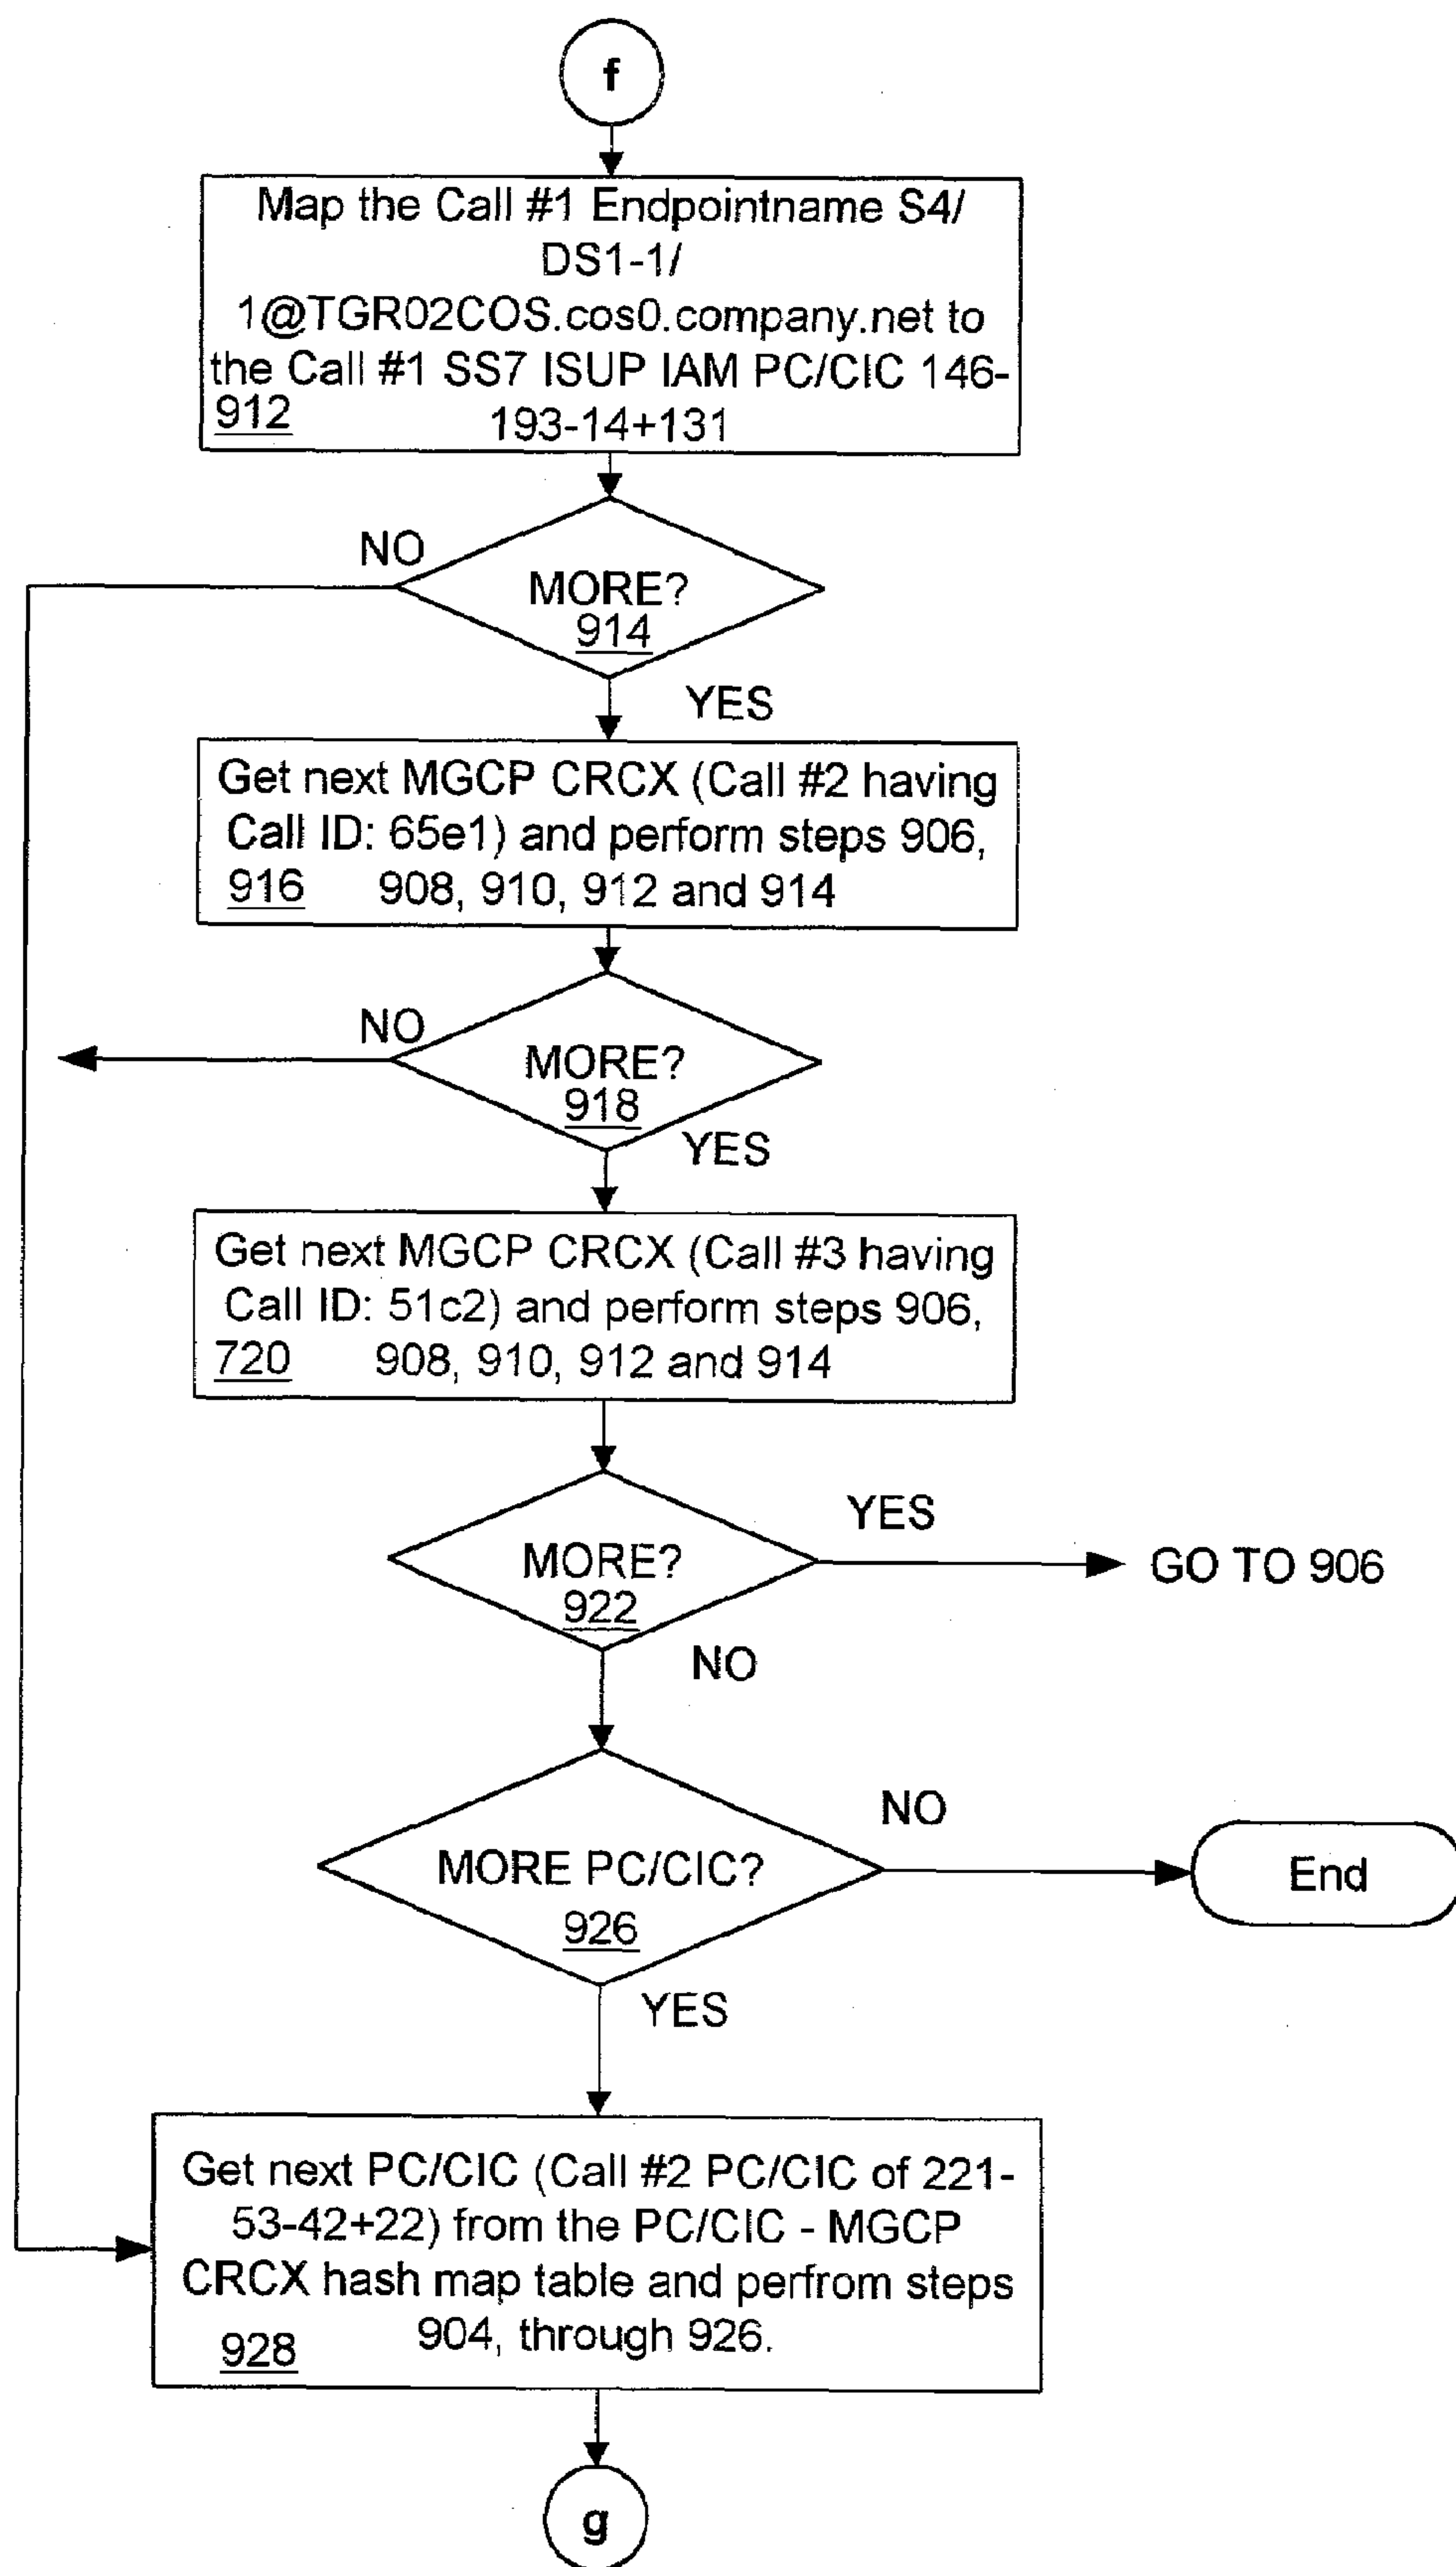 f
Map the Call #1 Endpointname S4/
DS1-1/
1@TGR02COS.cos0.company.net to
the Call #1 SS7 ISUP IAM PC/CIC 146-
912 193-14+131
NO
MORE?
914
YES
Get next MGCP CRCX (Call #2 having
Call ID: 65e1) and perform steps 906,
916 908, 910, 912 and 914
NO
MORE?
918
YES
Get next MGCP CRCX (Call #3 having
Call ID: 51c2) and perform steps 906,
720 908, 910, 912 and 914
YES
MORE?
GO TO 906
922
NO
NO
MORE PC/CIC?
End
926
YES
Get next PC/CIC (Call #2 PC/CIC of 221-
53-42+22) from the PC/CIC - MGCP
CRCX hash map table and perfrom steps
928 904, through 926.
g